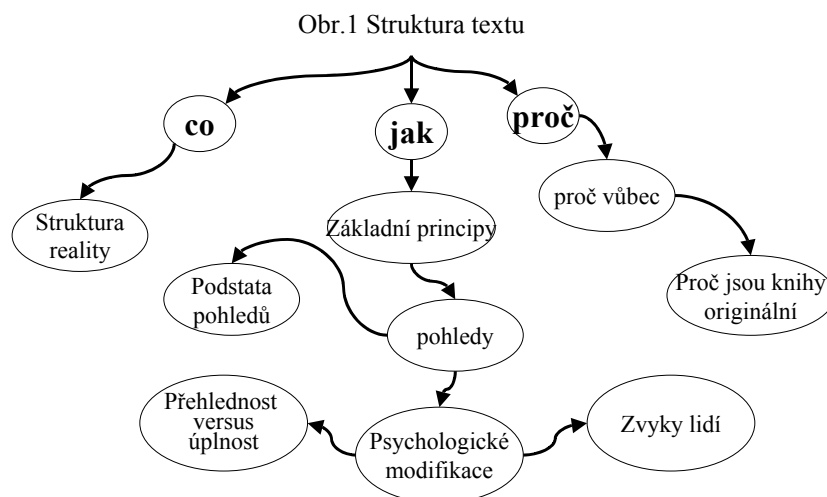 Obr.1 Struktura textu
co
jak
proč
Struktura
reality
Základní principy
proč vůbec
Podstata
pohledů
pohledy
Proč jsou knihy
originální
Přehlednost
versus
úplnost
Psychologické
modifikace
Zvyky lidí